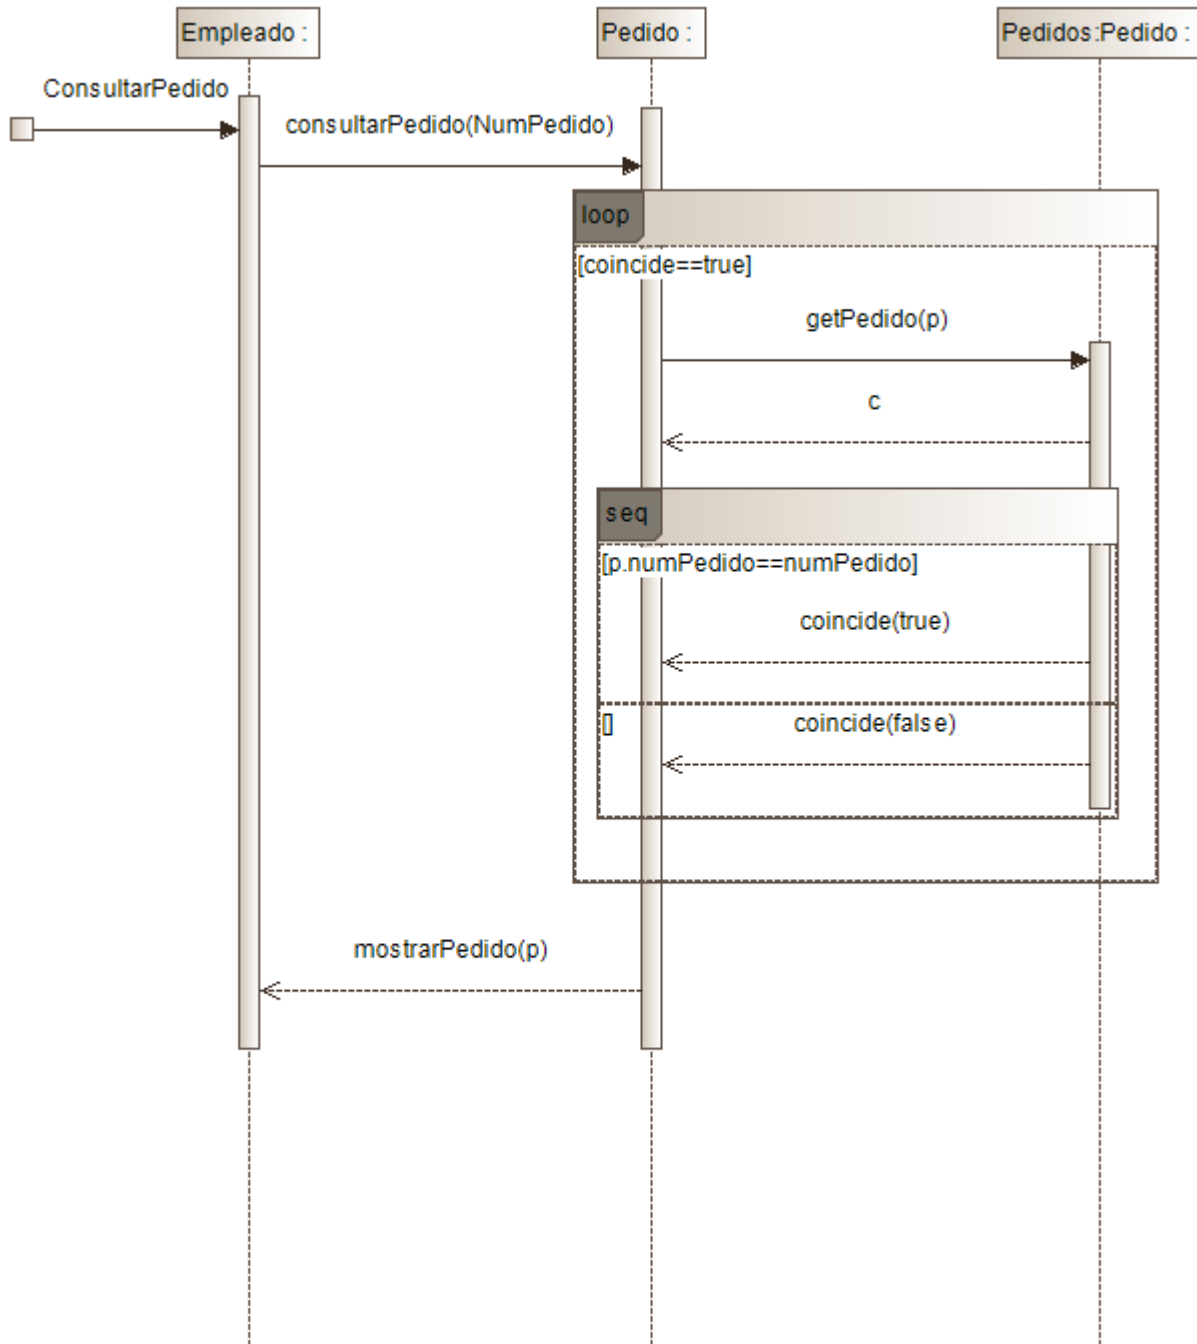 Empleado :
Pedido :
Pedidos:Pedido :
ConsultarPedido
consultarPedido(NumPedido)
loop
[coincide==true]
getPedido(p)
c
seq
[p.numPedido==numPedido]
coincide(true)
[]
coincide(false)
mostrarPedido(p)